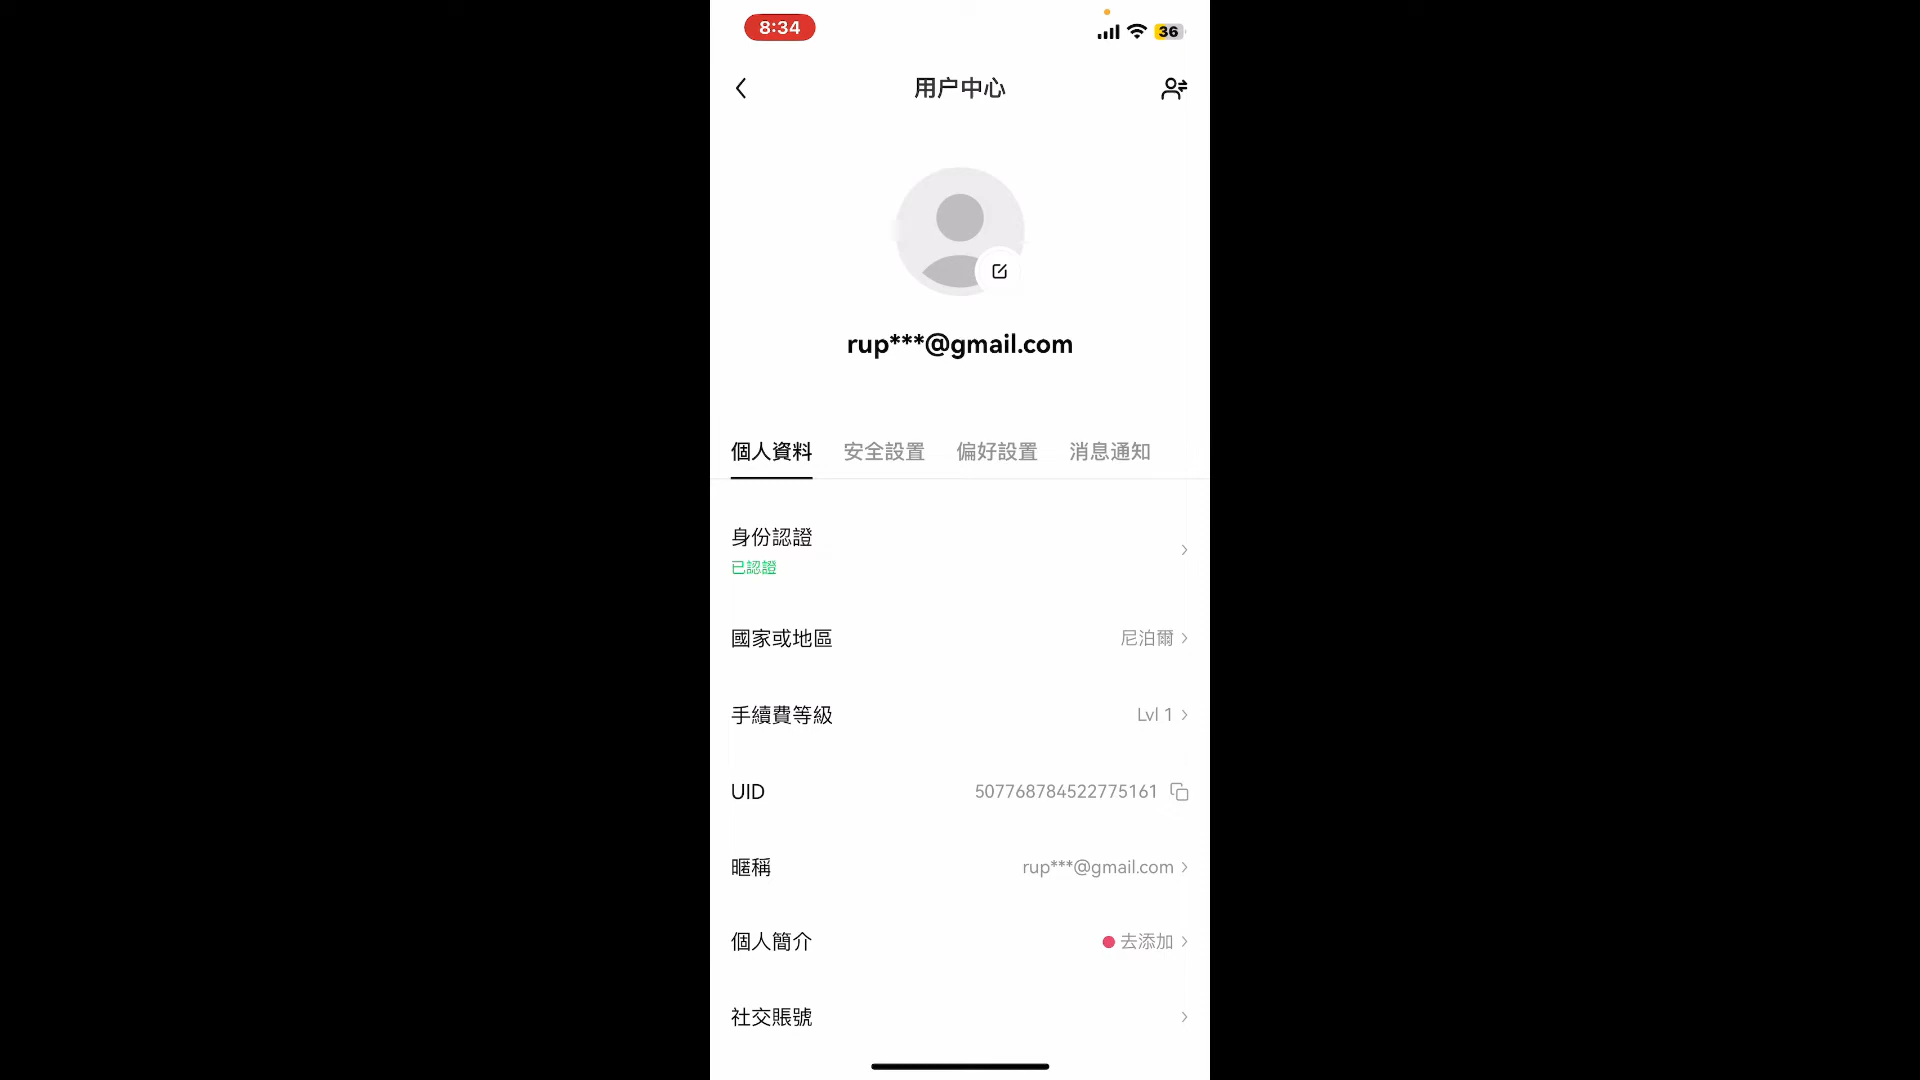 8:34
36
用户中心
rup***@gmail.com
個人資料 安全設置 偏好設置 消息通知
身份認證
已認證
國家或地區 尼泊爾
手續費等級 Lvl 1
UID 507768784522775161
暱稱 rup***@gmail.com
個人簡介 去添加
社交賬號